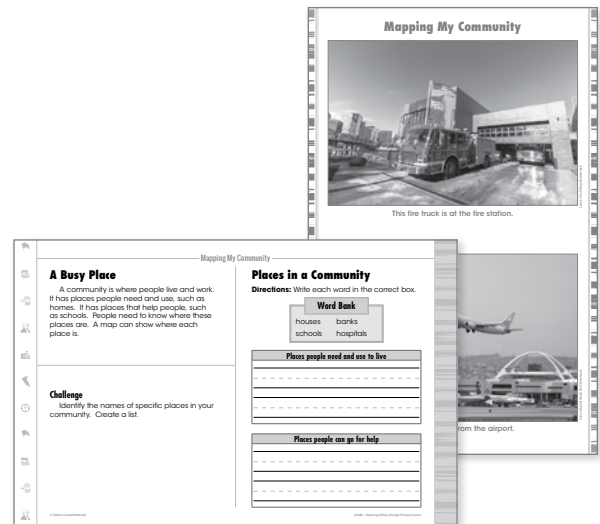 Mapping My Community
This fire truck is at the fire station.
rom the airport.
Mapping My Community
A Busy Place
A community is where people live and work.
It has places people need and use, such as
homes. It has places that help people, such
as schools. People need to know where these
places are. A map can show where each
place is.
Challenge
Identify the names of specific places in your
community. Create a list.
Places in a Community
Directions: Write each word in the correct box.
Word Bank
houses banks
schools hospitals
Places people need and use to live
Places people can go for help